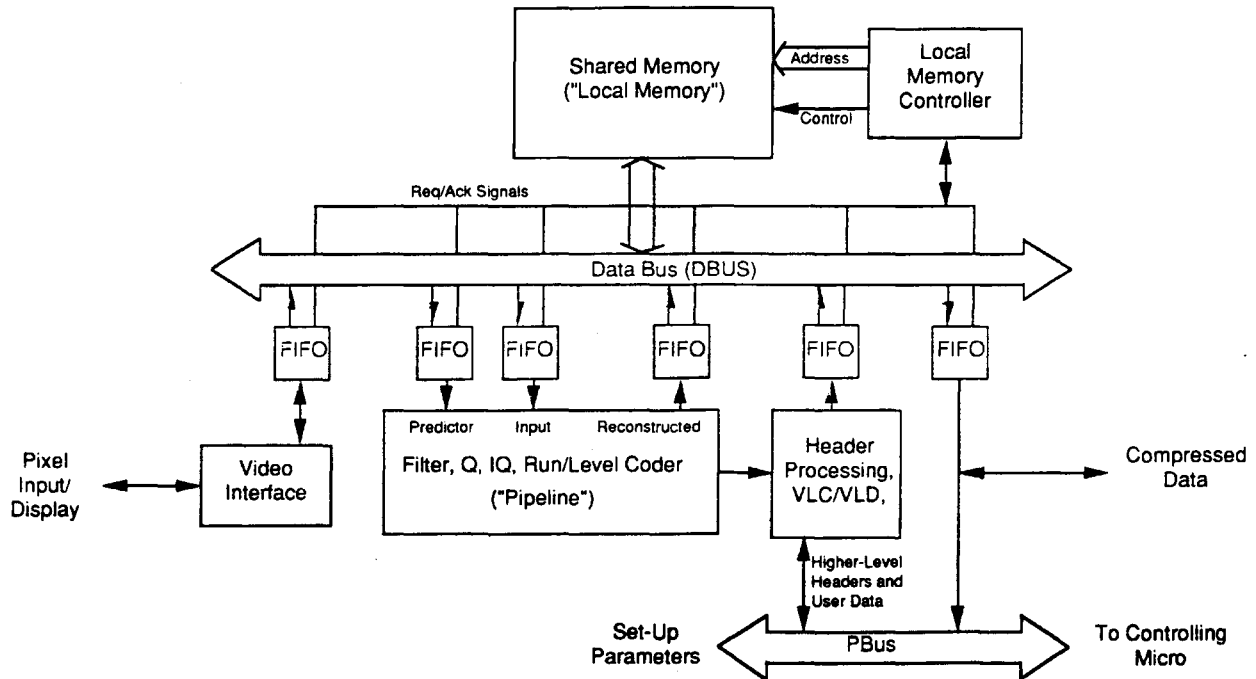 Shared Memory
("Local Memory")
Address
Control
Local
Memory
Controller
Req/Ack Signals
Data Bus (DBUS)
FIFO
FIFO
FIFO
FIFO
FIFO
FIFO
Predictor
Input
Reconstructed
Filter, Q, IQ, Run/Level Coder
("Pipeline")
Header
Processing,
VLC/VLD,
Pixel
Input/
Display
Video
Interface
Compressed
Data
Higher-Level
Headers and
User Data
Set-Up
Parameters
PBus
To Controlling
Micro